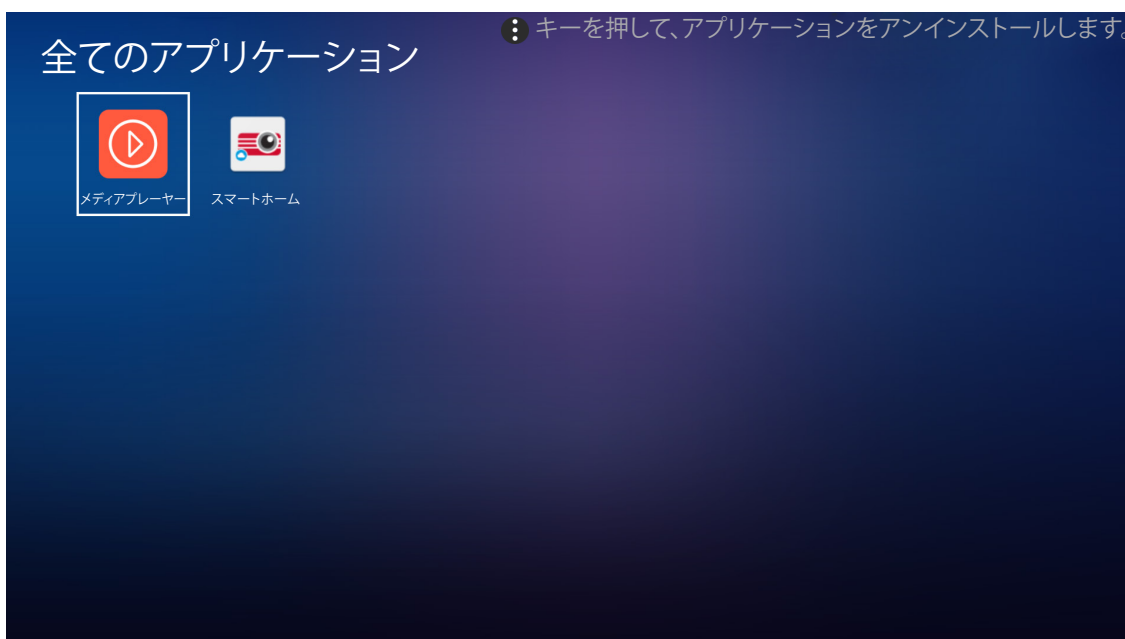 キーを押して、アプリケーションをアンインストールします。
全てのアプリケーション
メディアプレーヤー
スマートホーム